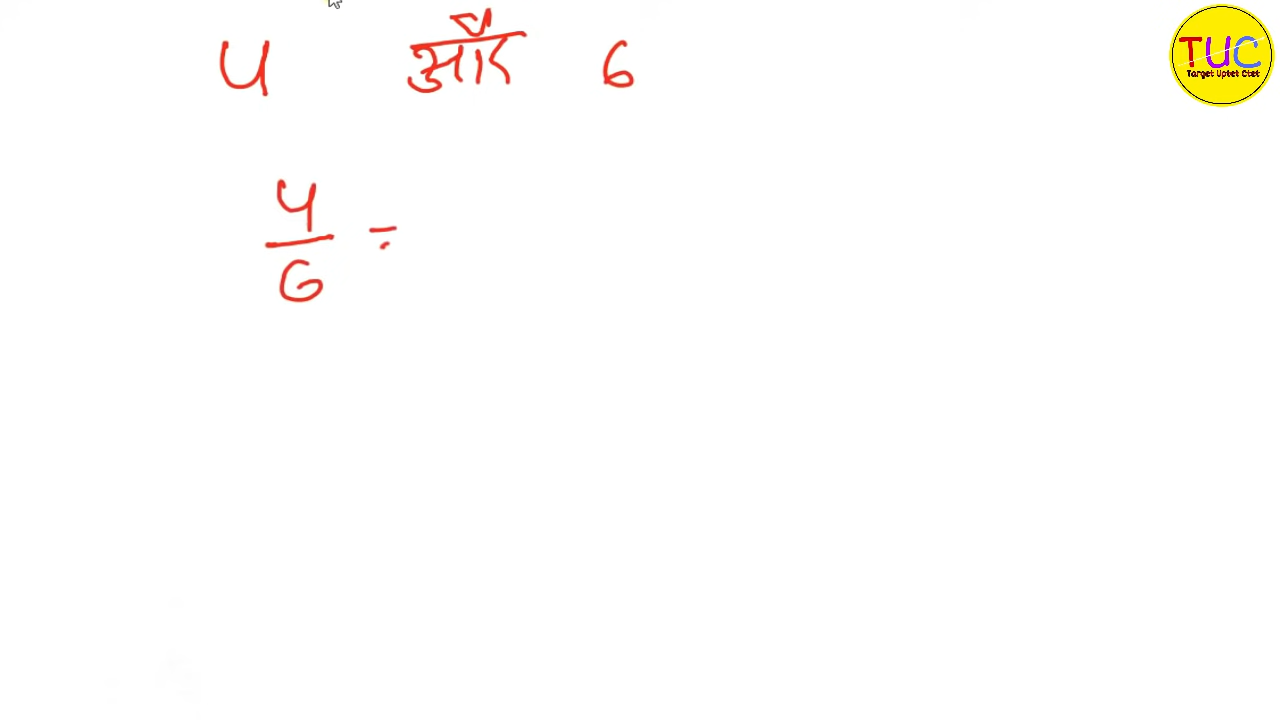 4 और 6
TUC
Target Uptet Ctet
4
6 =